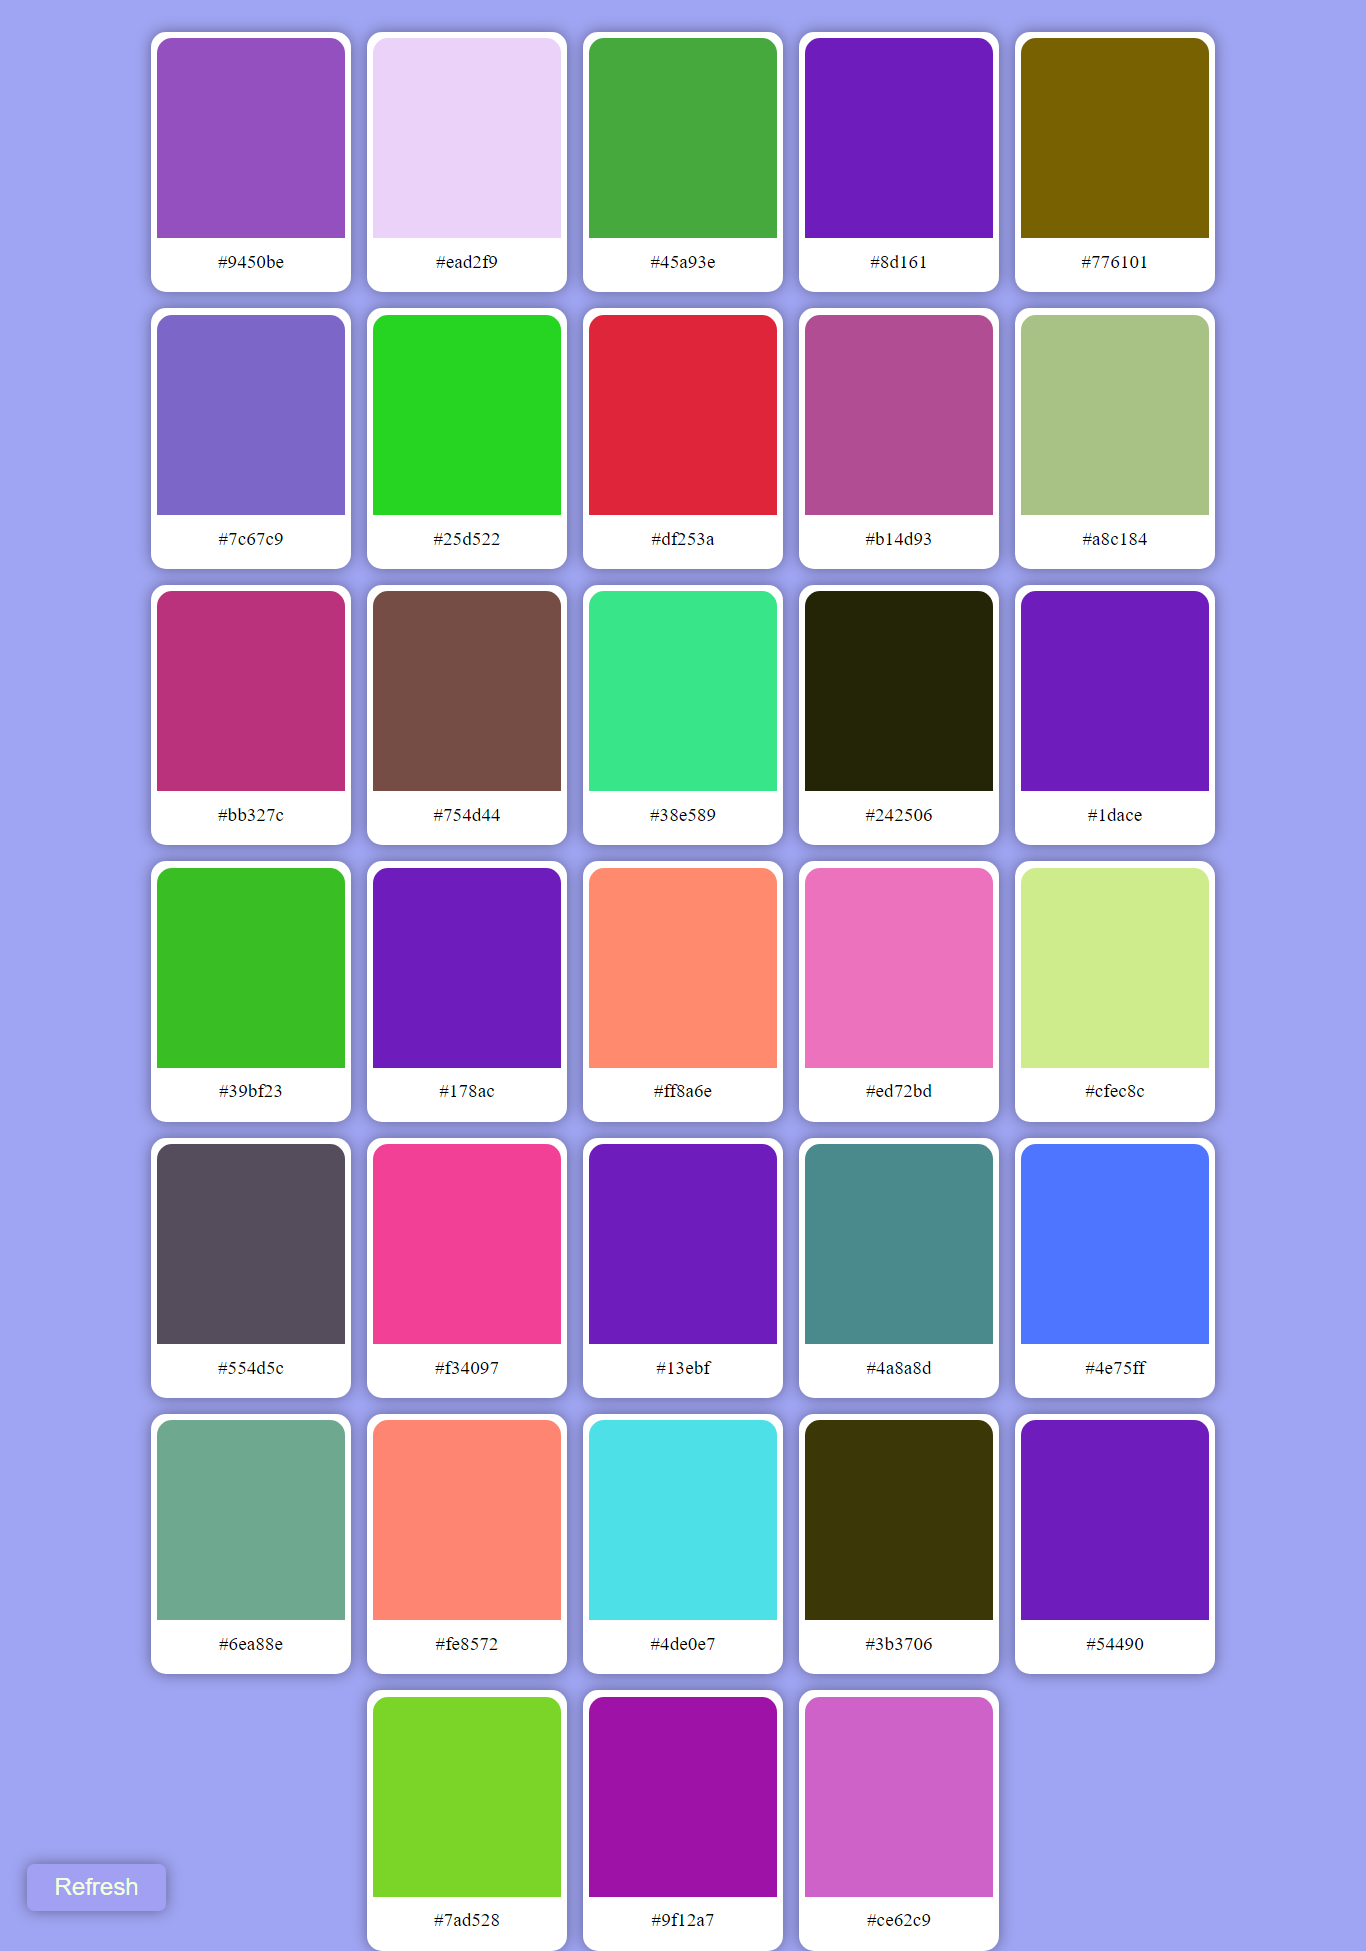 #9450be #ead2f9 #45a93e #8d161 #776101
#7c67c9 #25d522 #df253a #b14d93 #a8c184
#bb327c #754d44 #38e589 #242506 #1dace
#39bf23 #178ac #ff8a6e #ed72bd #cfec8c
#554d5c #f34097 #13ebf #4a8a8d #4e75ff
#6ea88e #fe8572 #4de0e7 #3b3706 #54490
Refresh
#7ad528 #9f12a7 #ce62c9